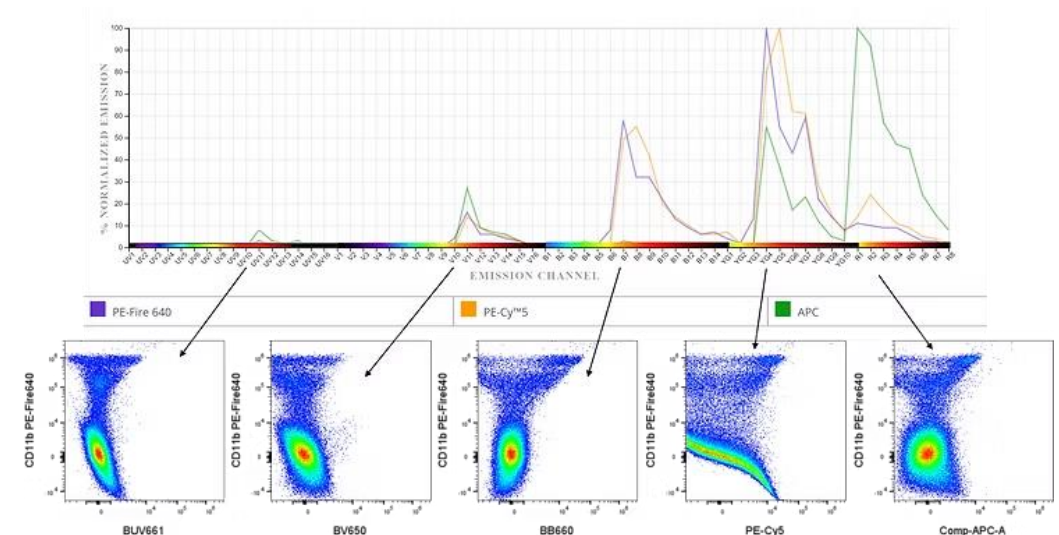 100
90
80
70
60
50
40
30
20
10
0
% NORMALIZED EMISSION
UV1 UV2 UV3 UV4 UV5 UV6 UV7 UV8 UV9 UV10 UV11 UV12 UV13 UV14 UV15 UV16 V1 V2 V3 V4 V5 V6 V7 V8 V9 V10 V11 V12 V13 V14 V15 V16 B1 B2 B3 B4 B5 B6 B7 B8 B9 B10 B11 B12 B13 B14 YG1 YG2 YG3 YG4 YG5 YG6 YG7 YG8 YG9 YG10 R1 R2 R3 R4 R5 R6 R7 R8
EMISSION CHANNEL
PE-Fire 640 PE-Cy™5 APC
CD11b PE-Fire640
CD11b PE-Fire640
CD11b PE-Fire640
CD11b PE-Fire640
CD11b PE-Fire640
BUV661 BV650 BB660 PE-Cy5 Comp-APC-A